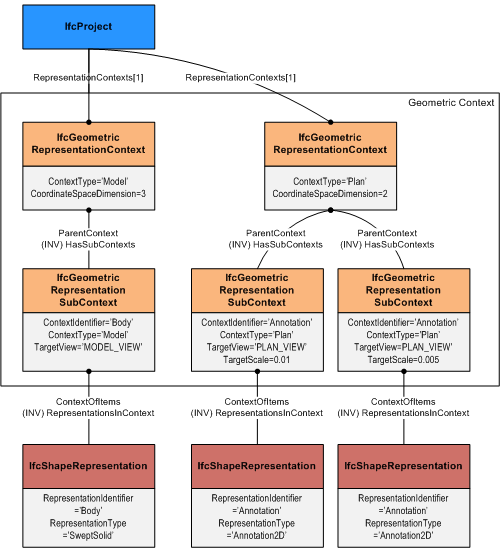 IfcProject
RepresentationContexts[1]
RepresentationContexts[1]
Geometric Context
IfcGeometric
RepresentationContext
ContextType='Model'
CoordinateSpaceDimension=3
IfcGeometric
RepresentationContext
ContextType='Plan'
CoordinateSpaceDimension=2
ParentContext
(INV) HasSubContexts
ParentContext
(INV) HasSubContexts
ParentContext
(INV) HasSubContexts
IfcGeometric
Representation
SubContext
ContextIdentifier='Body'
ContextType='Model'
TargetView='MODEL_VIEW'
IfcGeometric
Representation
SubContext
ContextIdentifier='Annotation'
ContextType='Plan'
TargetView='PLAN_VIEW'
TargetScale=0.01
IfcGeometric
Representation
SubContext
ContextIdentifier='Annotation'
ContextType='Plan'
TargetView=PLAN_VIEW'
TargetScale=0.005
ContextOfItems
(INV) RepresentationsInContext
ContextOfItems
(INV) RepresentationsInContext
ContextOfItems
(INV) RepresentationsInContext
IfcShapeRepresentation
RepresentationIdentifier
='Body'
RepresentationType
='SweptSolid'
IfcShapeRepresentation
RepresentationIdentifier
='Annotation'
RepresentationType
='Annotation2D'
IfcShapeRepresentation
RepresentationIdentifier
='Annotation'
RepresentationType
='Annotation2D'